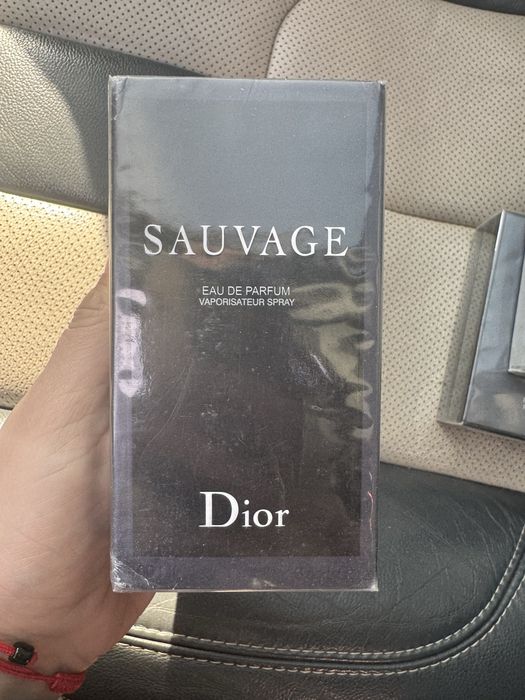 SAUVAGE
EAU DE PARFUM
VAPORISATEUR SPRAY
Dior